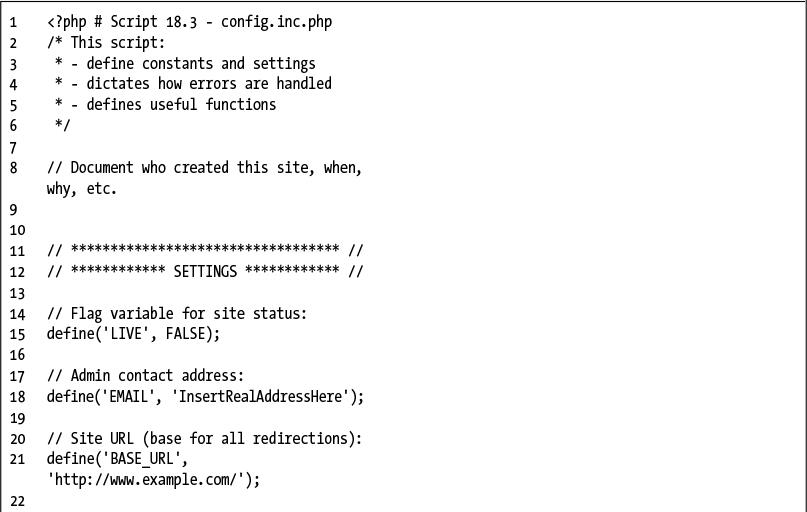 1 <?php # Script 18.3 - config.inc.php
2 /* This script:
3  * - define constants and settings
4  * - dictates how errors are handled
5  * - defines useful functions
6  */
7
8 // Document who created this site, when,
why, etc.
9
10
11 // ********************************** //
12 // ************ SETTINGS ************ //
13
14 // Flag variable for site status:
15 define('LIVE', FALSE);
16
17 // Admin contact address:
18 define('EMAIL', 'InsertRealAddressHere');
19
20 // Site URL (base for all redirections):
21 define('BASE_URL',
'http://www.example.com/');
22